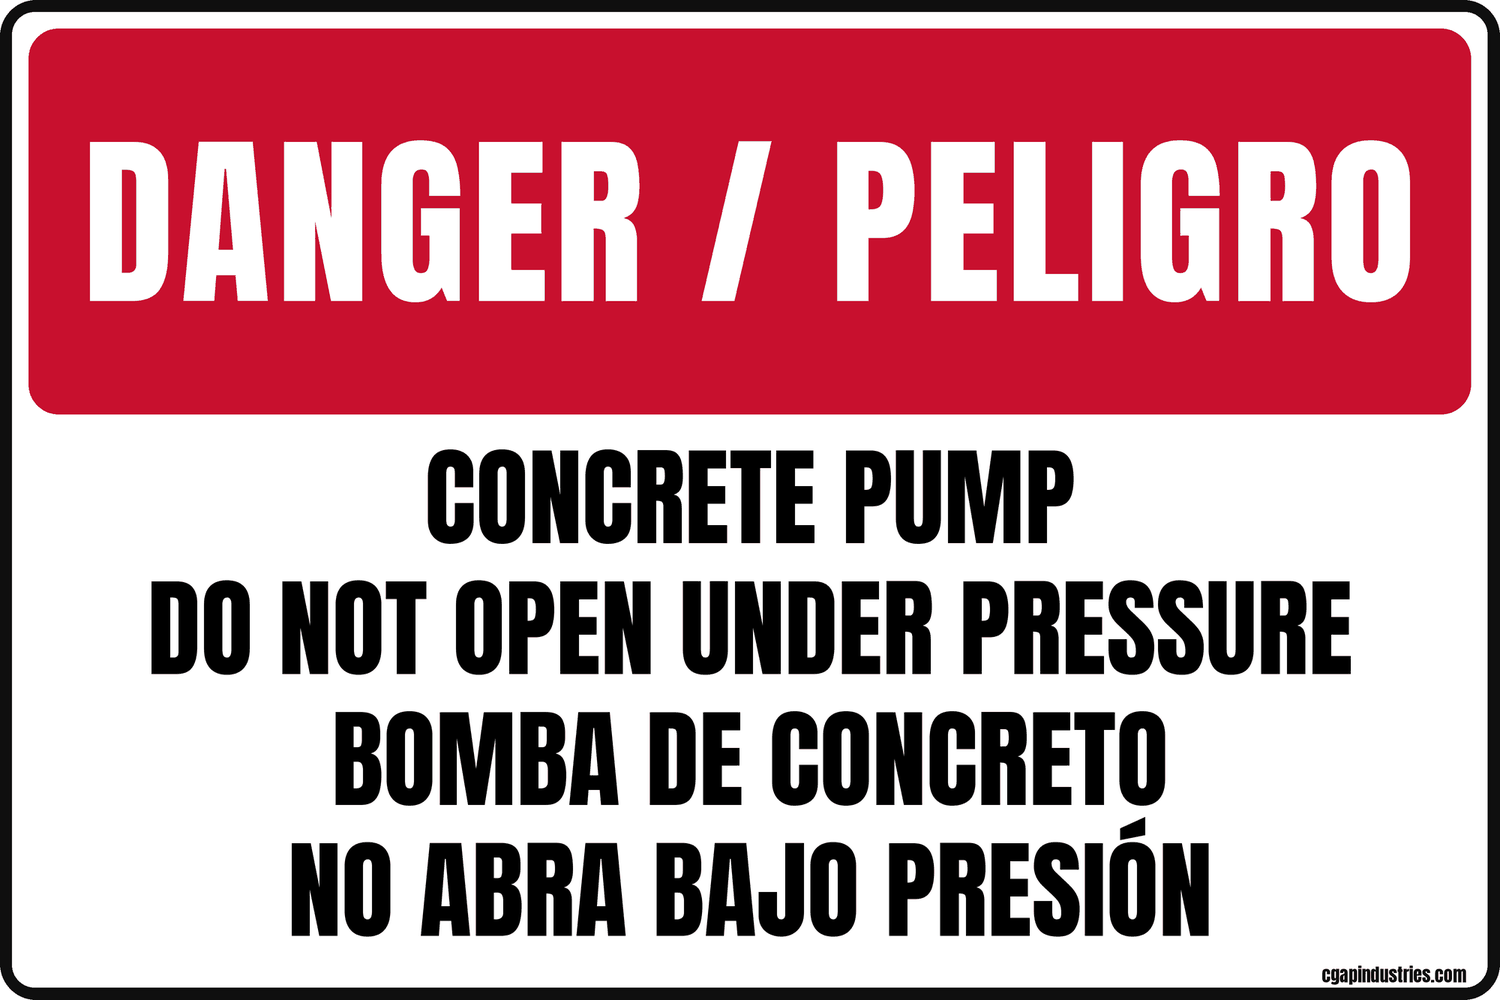 DANGER / PELIGRO
CONCRETE PUMP
DO NOT OPEN UNDER PRESSURE
BOMBA DE CONCRETO
NO ABRA BAJO PRESIÓN
cgapindustries.com